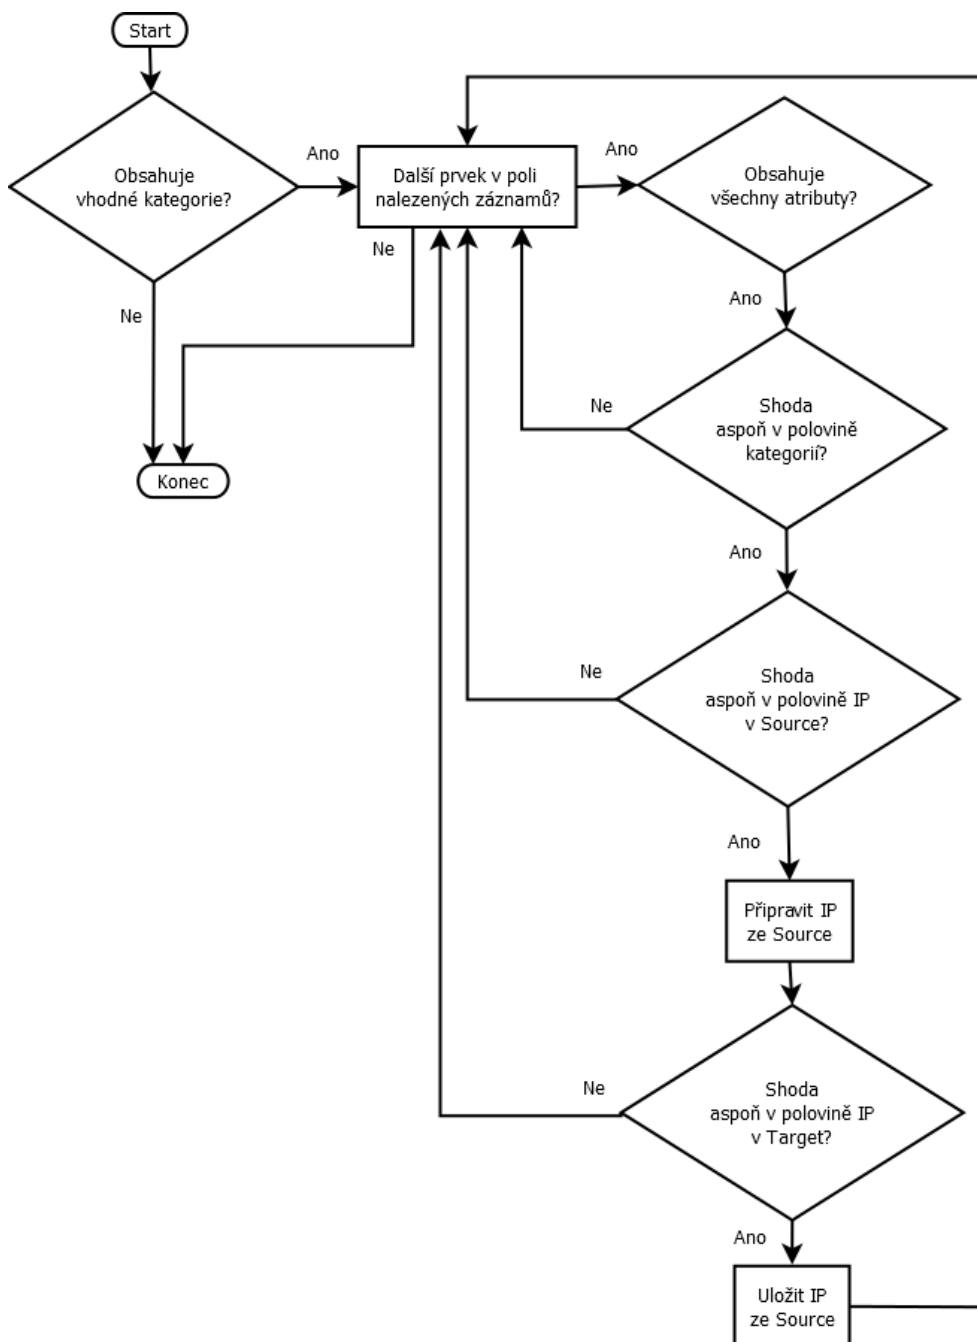 Start
Obsahuje
vhodné kategorie?
Ano
Další prvek v poli
nalezených záznamů?
Ano
Obsahuje
všechny atributy?
Ne
Ne
Ano
Konec
Ne
Shoda
aspoň v polovině
kategorií?
Ano
Ne
Shoda
aspoň v polovině IP
v Source?
Ano
Připravit IP
ze Source
Ne
Shoda
aspoň v polovině IP
v Target?
Ano
Uložit IP
ze Source